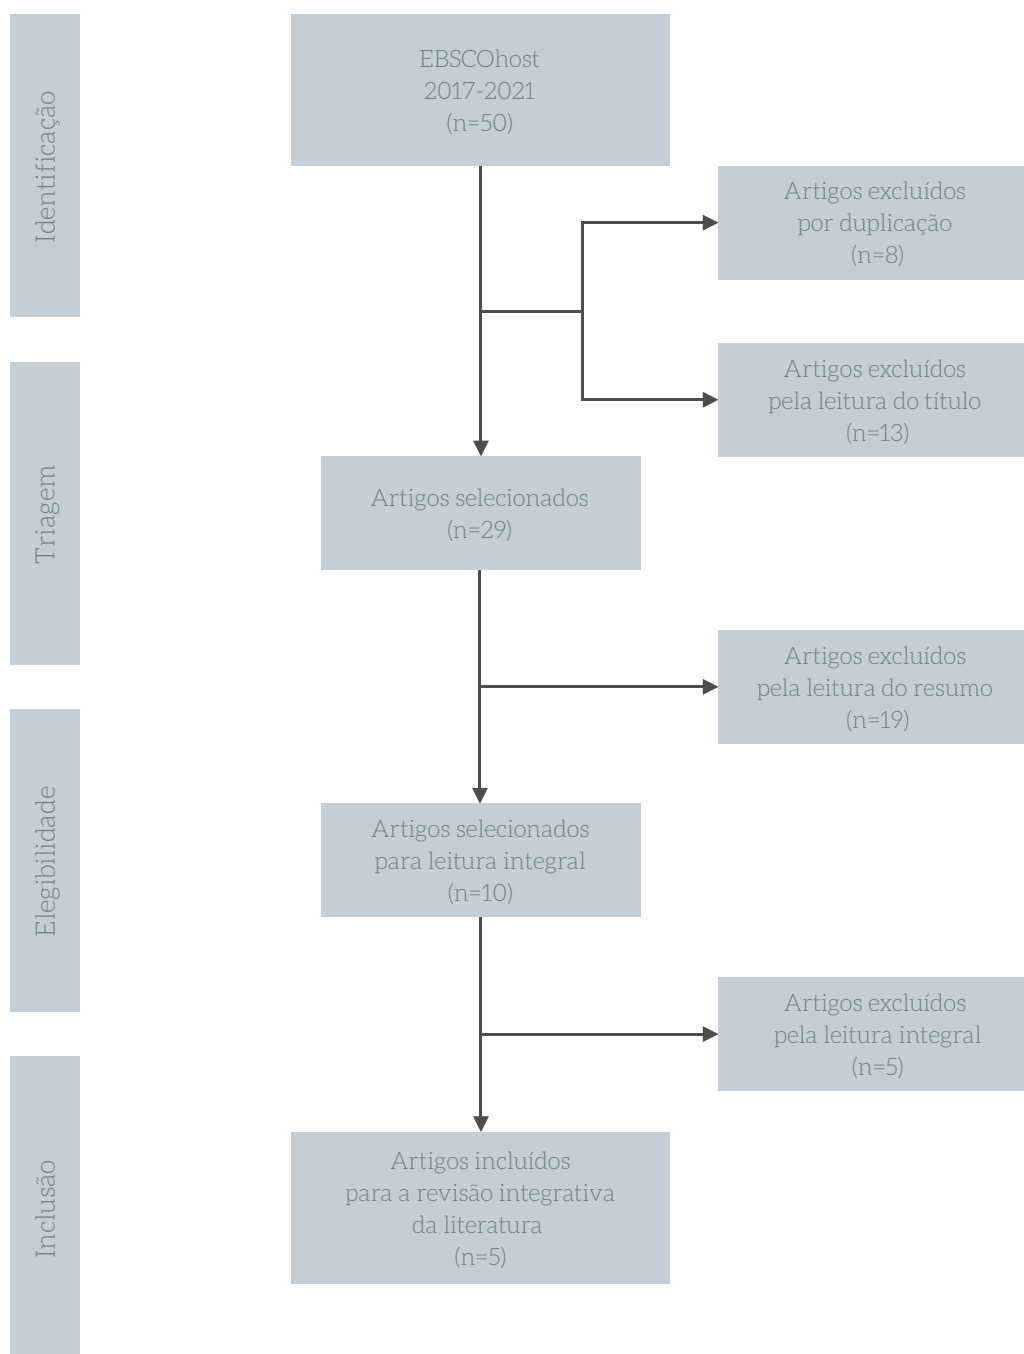 Identificação
EBSCOhost
2017-2021
(n=50)
Artigos excluídos
por duplicação
(n=8)
Artigos excluídos
pela leitura do título
(n=13)
Triagem
Artigos selecionados
(n=29)
Artigos excluídos
pela leitura do resumo
(n=19)
Elegibilidade
Artigos selecionados
para leitura integral
(n=10)
Artigos excluídos
pela leitura integral
(n=5)
Inclusão
Artigos incluídos
para a revisão integrativa
da literatura
(n=5)